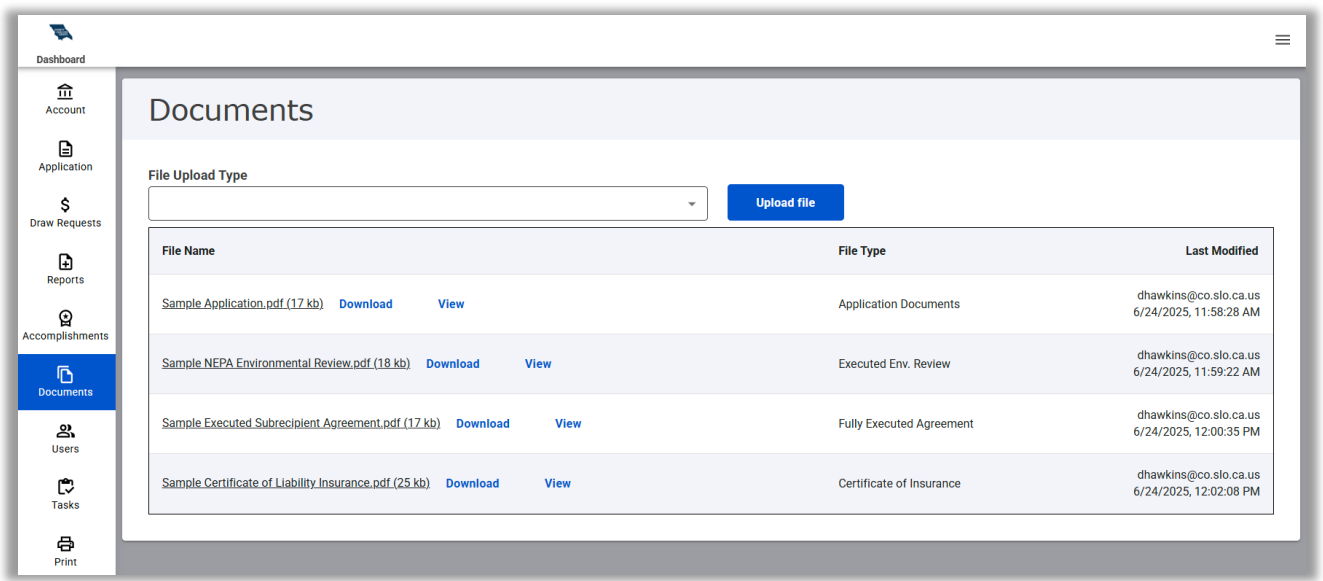 Dashboard
Account
Application
Draw Requests
Reports
Accomplishments
Documents
Users
Tasks
Print
Documents
File Upload Type
Upload file
File Name File Type Last Modified
Sample Application.pdf (17 kb) Download View Application Documents dhawkins@co.slo.ca.us
6/24/2025, 11:58:28 AM
Sample NEPA Environmental Review.pdf (18 kb) Download View Executed Env. Review dhawkins@co.slo.ca.us
6/24/2025, 11:59:22 AM
Sample Executed Subrecipient Agreement.pdf (17 kb) Download View Fully Executed Agreement dhawkins@co.slo.ca.us
6/24/2025, 12:00:35 PM
Sample Certificate of Liability Insurance.pdf (25 kb) Download View Certificate of Insurance dhawkins@co.slo.ca.us
6/24/2025, 12:02:08 PM